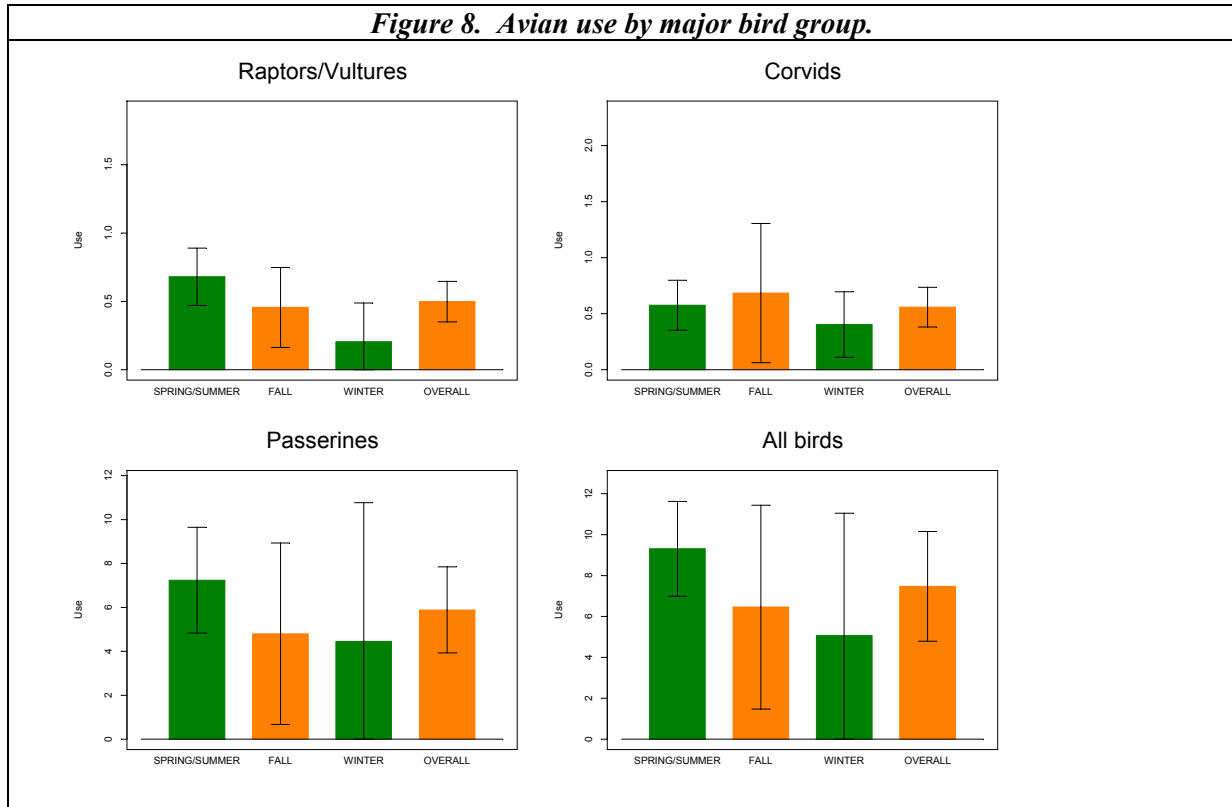 Figure 8. Avian use by major bird group.
Raptors/Vultures
Use
0.0
0.5
1.0
1.5
SPRING/SUMMER FALL WINTER OVERALL
Corvids
Use
0.0
0.5
1.0
1.5
2.0
SPRING/SUMMER FALL WINTER OVERALL
Passerines
Use
0
2
4
6
8
10
12
SPRING/SUMMER FALL WINTER OVERALL
All birds
Use
0
2
4
6
8
10
12
SPRING/SUMMER FALL WINTER OVERALL